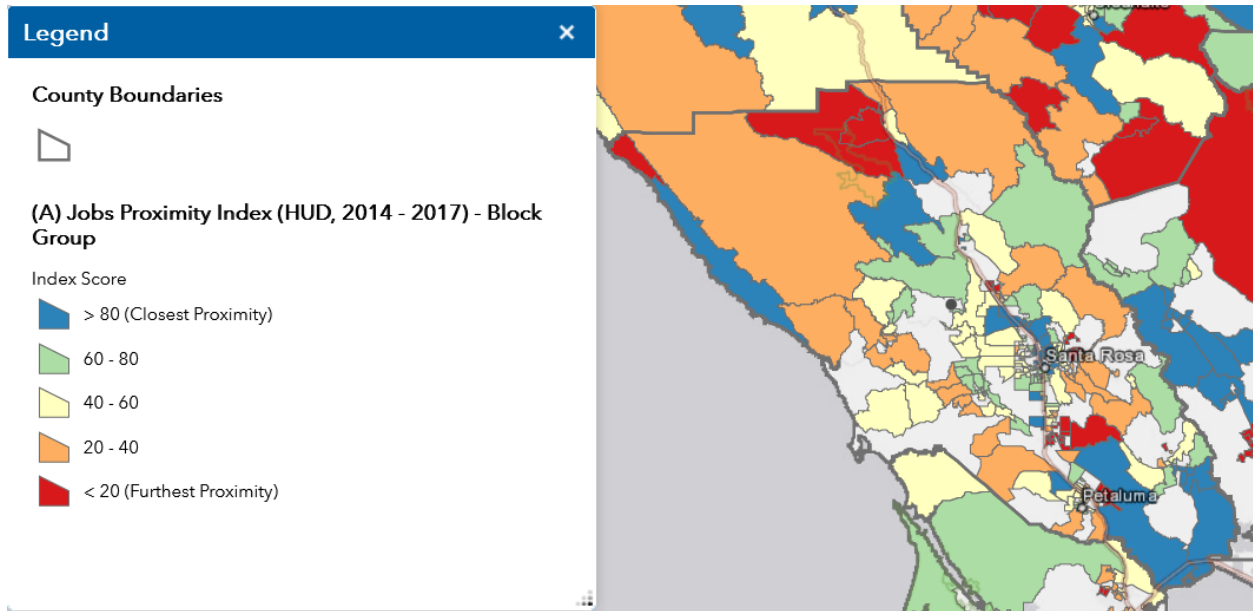 Legend
×
County Boundaries
(A) Jobs Proximity Index (HUD, 2014 - 2017) - Block
Group
Index Score
> 80 (Closest Proximity)
60 - 80
40 - 60
20 - 40
< 20 (Furthest Proximity)
Santa Rosa
Petaluma